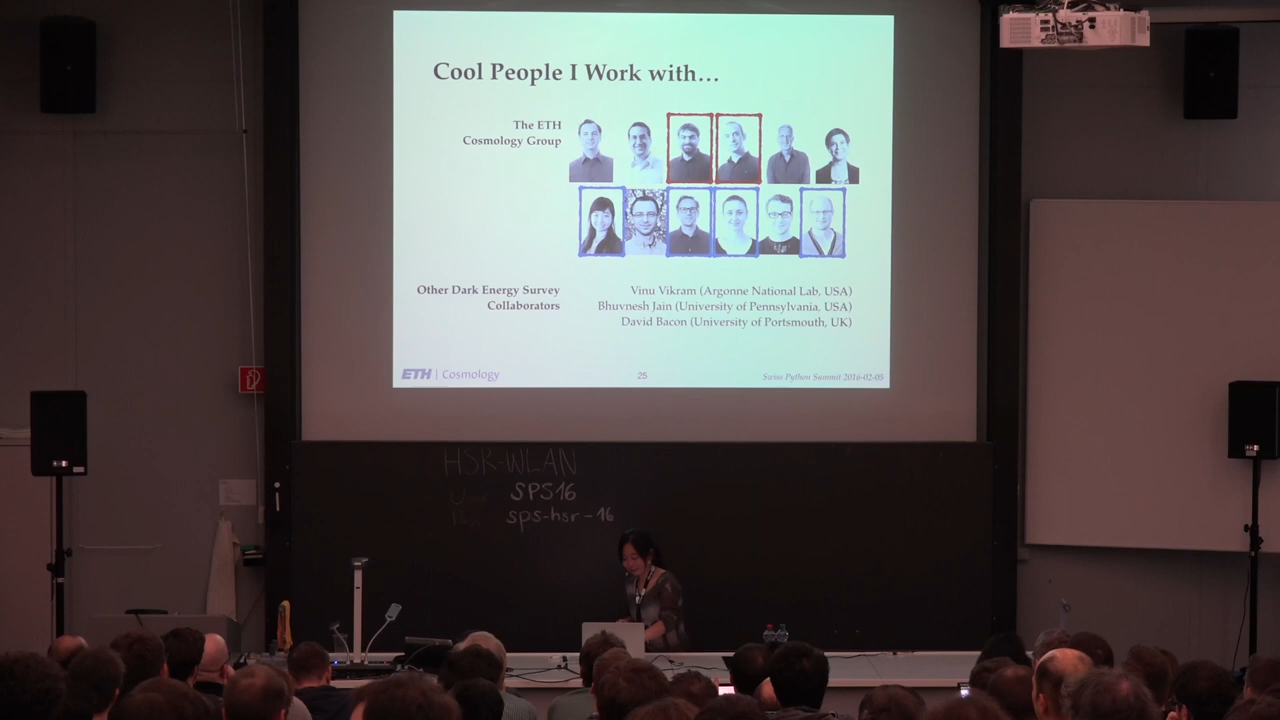 Cool People I Work with...
The ETH
Cosmology Group
Other Dark Energy Survey
Collaborators
Vinu Vikram (Argonne National Lab, USA)
Bhuvnesh Jain (University of Pennsylvania, USA)
David Bacon (University of Portsmouth, UK)
ETH | Cosmology
25
Swiss Python Summit 2016-02-05
HSR-WLAN
SPS16
sps-hsr-16